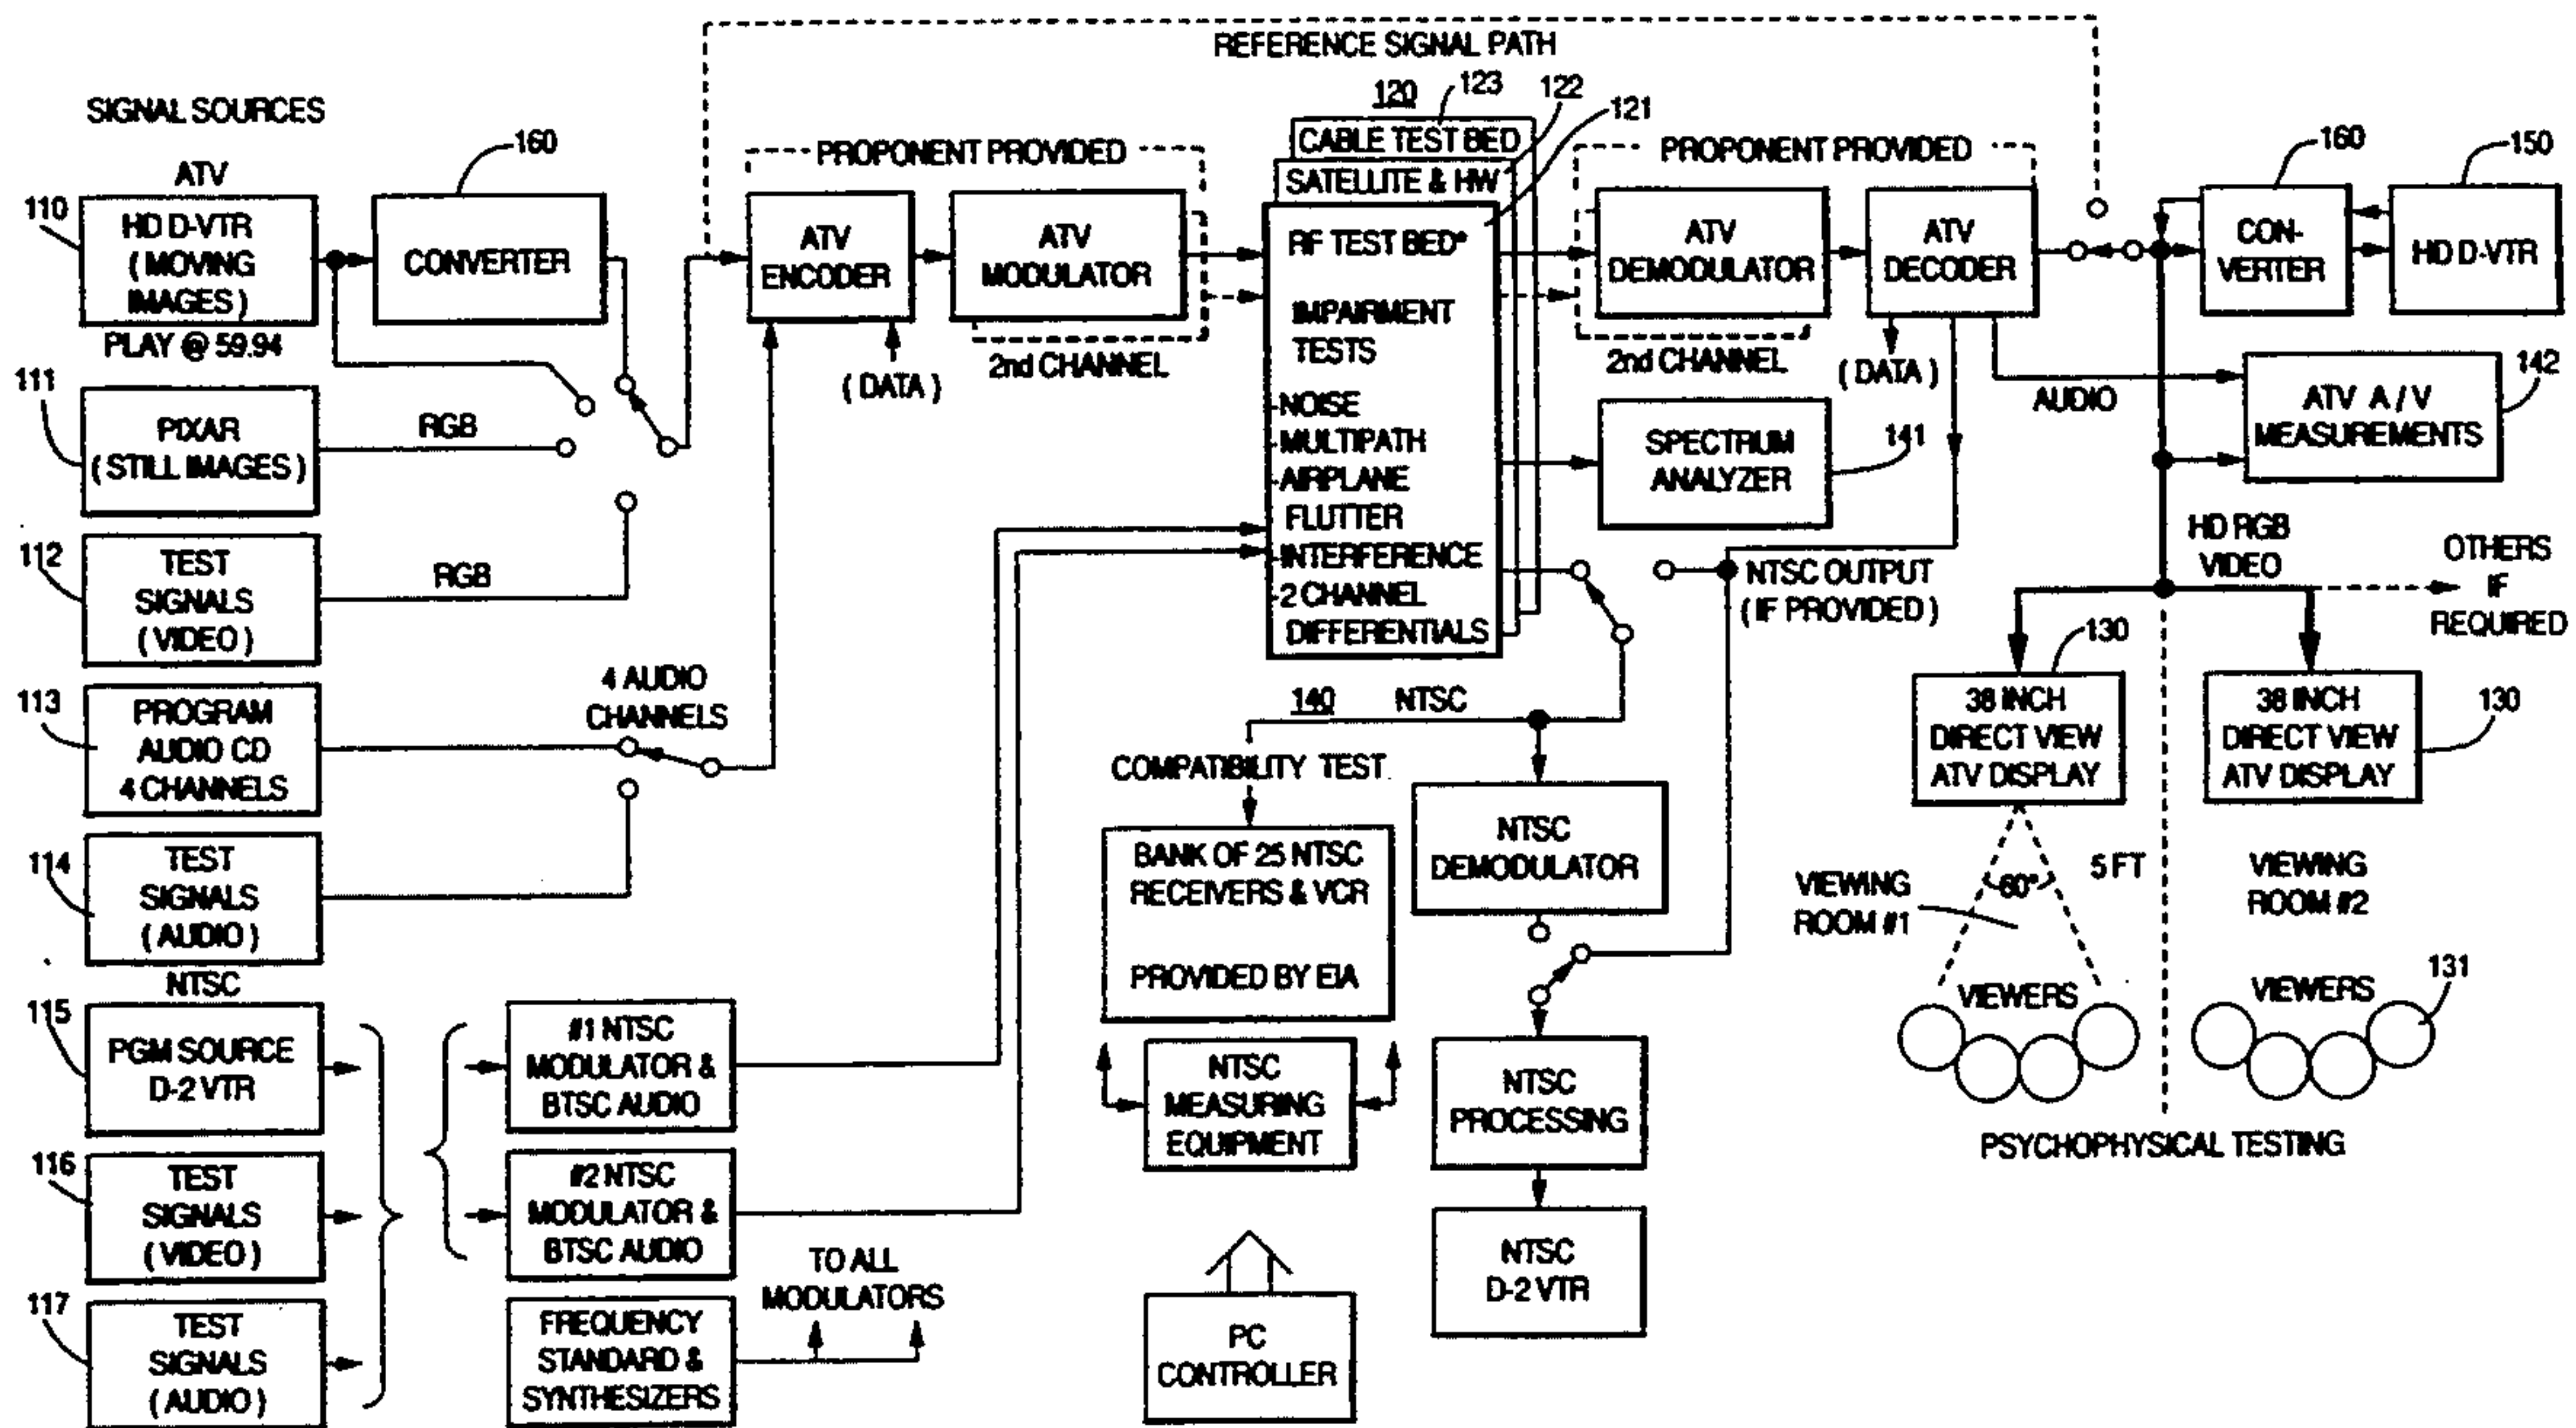 REFERENCE SIGNAL PATH
SIGNAL SOURCES
ATV
110
HD D-VTR
( MOVING
IMAGES )
PLAY @ 59.94
160
CONVERTER
111
PIXAR
( STILL IMAGES )
RGB
112
TEST
SIGNALS
( VIDEO )
RGB
113
PROGRAM
AUDIO CD
4 CHANNELS
4 AUDIO
CHANNELS
114
TEST
SIGNALS
( AUDIO )
NTSC
115
PGM SOURCE
D-2 VTR
116
TEST
SIGNALS
( VIDEO )
117
TEST
SIGNALS
( AUDIO )
#1 NTSC
MODULATOR &
BTSC AUDIO
#2 NTSC
MODULATOR &
BTSC AUDIO
FREQUENCY
STANDARD &
SYNTHESIZERS
TO ALL
MODULATORS
PROPONENT PROVIDED
ATV
ENCODER
ATV
MODULATOR
( DATA )
2nd CHANNEL
120
123
122
121
CABLE TEST BED
SATELLITE & HW
RF TEST BED*
IMPAIRMENT
TESTS
-NOISE
-MULTIPATH
-AIRPLANE
FLUTTER
-INTERFERENCE
-2 CHANNEL
DIFFERENTIALS
PROPONENT PROVIDED
ATV
DEMODULATOR
ATV
DECODER
2nd CHANNEL
( DATA )
AUDIO
SPECTRUM
ANALYZER
141
NTSC OUTPUT
( IF PROVIDED )
160
CON-
VERTER
150
HD D-VTR
142
ATV A / V
MEASUREMENTS
HD RGB
VIDEO
OTHERS
IF
REQUIRED
140
NTSC
COMPATIBILITY TEST
BANK OF 25 NTSC
RECEIVERS & VCR
PROVIDED BY EIA
NTSC
MEASURING
EQUIPMENT
NTSC
DEMODULATOR
NTSC
PROCESSING
NTSC
D-2 VTR
PC
CONTROLLER
130
38 INCH
DIRECT VIEW
ATV DISPLAY
130
38 INCH
DIRECT VIEW
ATV DISPLAY
60°
5 FT
VIEWING
ROOM #1
VIEWING
ROOM #2
VIEWERS
VIEWERS
131
PSYCHOPHYSICAL TESTING